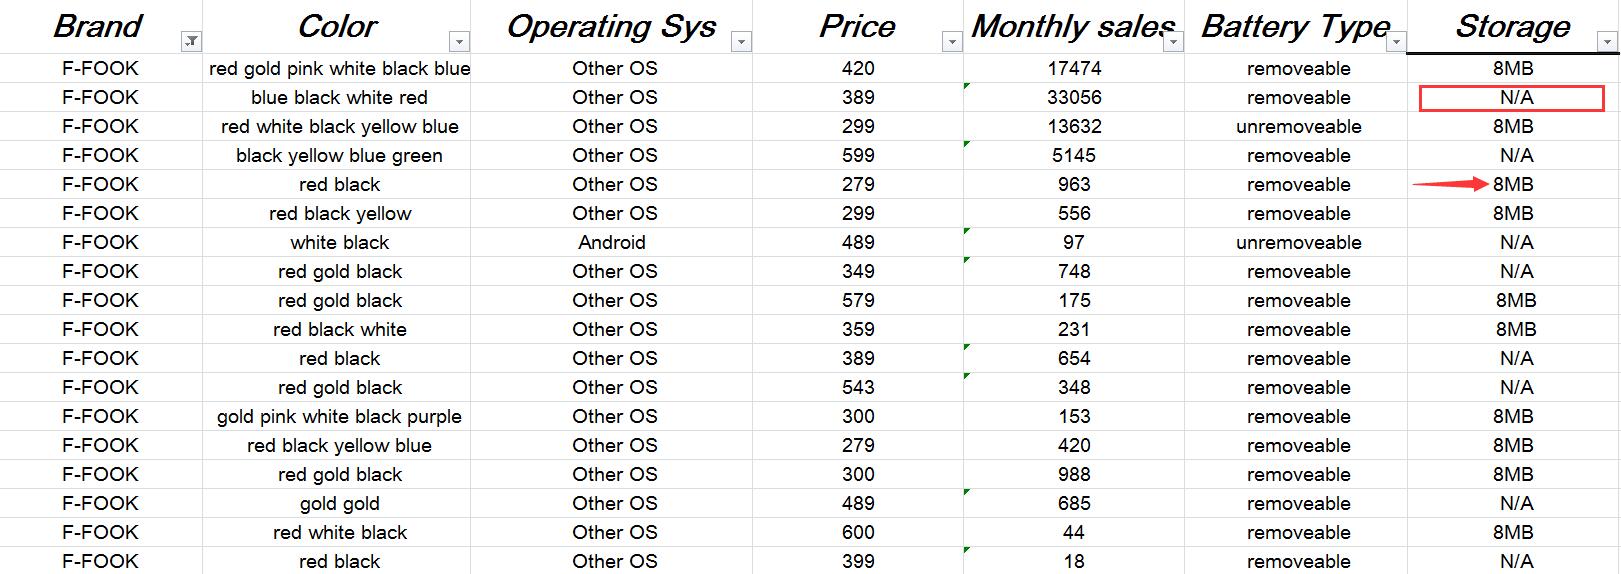 Brand Color Operating Sys Price Monthly sales Battery Type Storage
F-FOOK red gold pink white black blue Other OS 420 17474 removeable 8MB
F-FOOK blue black white red Other OS 389 33056 removeable N/A
F-FOOK red white black yellow blue Other OS 299 13632 unremoveable 8MB
F-FOOK black yellow blue green Other OS 599 5145 removeable N/A
F-FOOK red black Other OS 279 963 removeable 8MB
F-FOOK red black yellow Other OS 299 556 removeable 8MB
F-FOOK white black Android 489 97 unremoveable N/A
F-FOOK red gold black Other OS 349 748 removeable N/A
F-FOOK red gold black Other OS 579 175 removeable 8MB
F-FOOK red black white Other OS 359 231 removeable 8MB
F-FOOK red black Other OS 389 654 removeable N/A
F-FOOK red gold black Other OS 543 348 removeable N/A
F-FOOK gold pink white black purple Other OS 300 153 removeable 8MB
F-FOOK red black yellow blue Other OS 279 420 removeable 8MB
F-FOOK red gold black Other OS 300 988 removeable 8MB
F-FOOK gold gold Other OS 489 685 removeable N/A
F-FOOK red white black Other OS 600 44 removeable 8MB
F-FOOK red black Other OS 399 18 removeable N/A